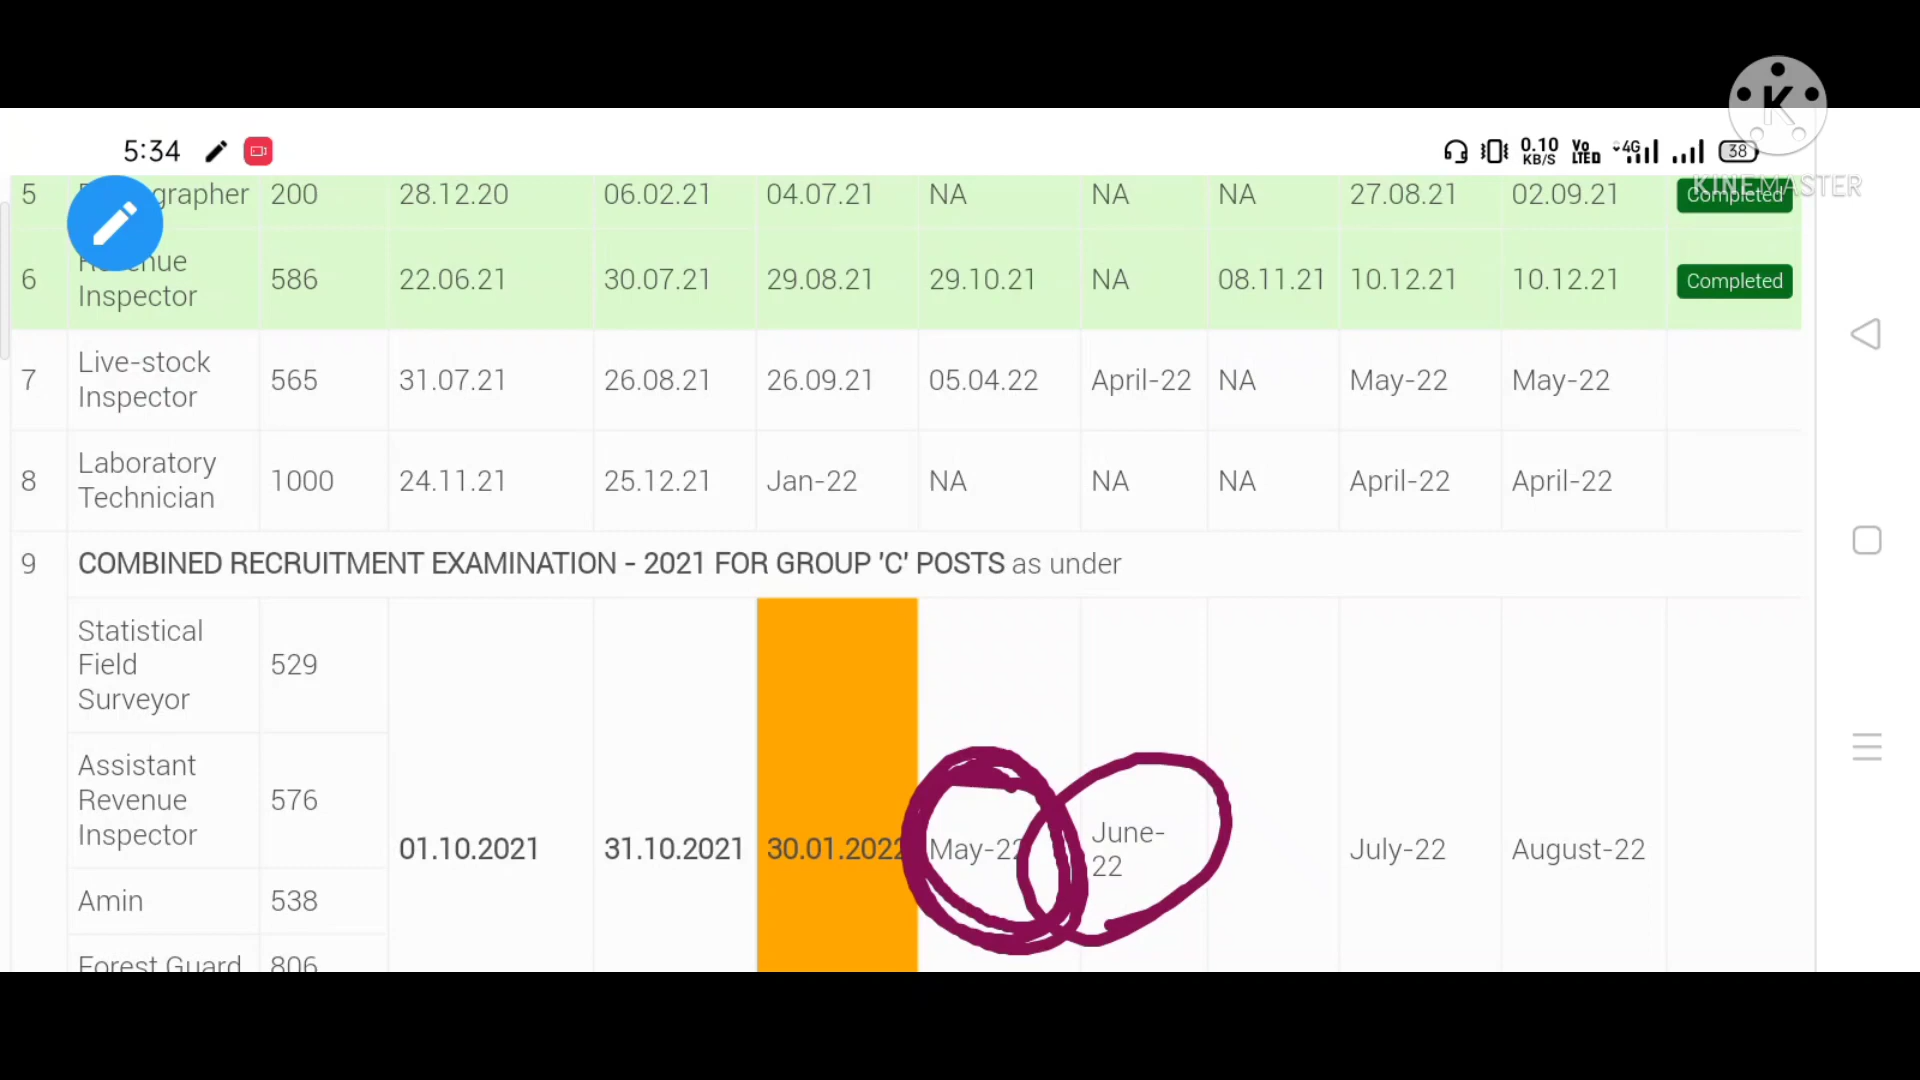 5:34 0.10 KB/S Vo LTED 4G 38
K
KINEMASTER
5 grapher 200 28.12.20 06.02.21 04.07.21 NA NA NA 27.08.21 02.09.21 Completed
6 Revenue Inspector 586 22.06.21 30.07.21 29.08.21 29.10.21 NA 08.11.21 10.12.21 10.12.21 Completed
7 Live-stock Inspector 565 31.07.21 26.08.21 26.09.21 05.04.22 April-22 NA May-22 May-22
8 Laboratory Technician 1000 24.11.21 25.12.21 Jan-22 NA NA NA April-22 April-22
9 COMBINED RECRUITMENT EXAMINATION - 2021 FOR GROUP 'C' POSTS as under
Statistical Field Surveyor 529
Assistant Revenue Inspector 576
01.10.2021 31.10.2021 30.01.2022 May-22 June-22 July-22 August-22
Amin 538
Forest Guard 806